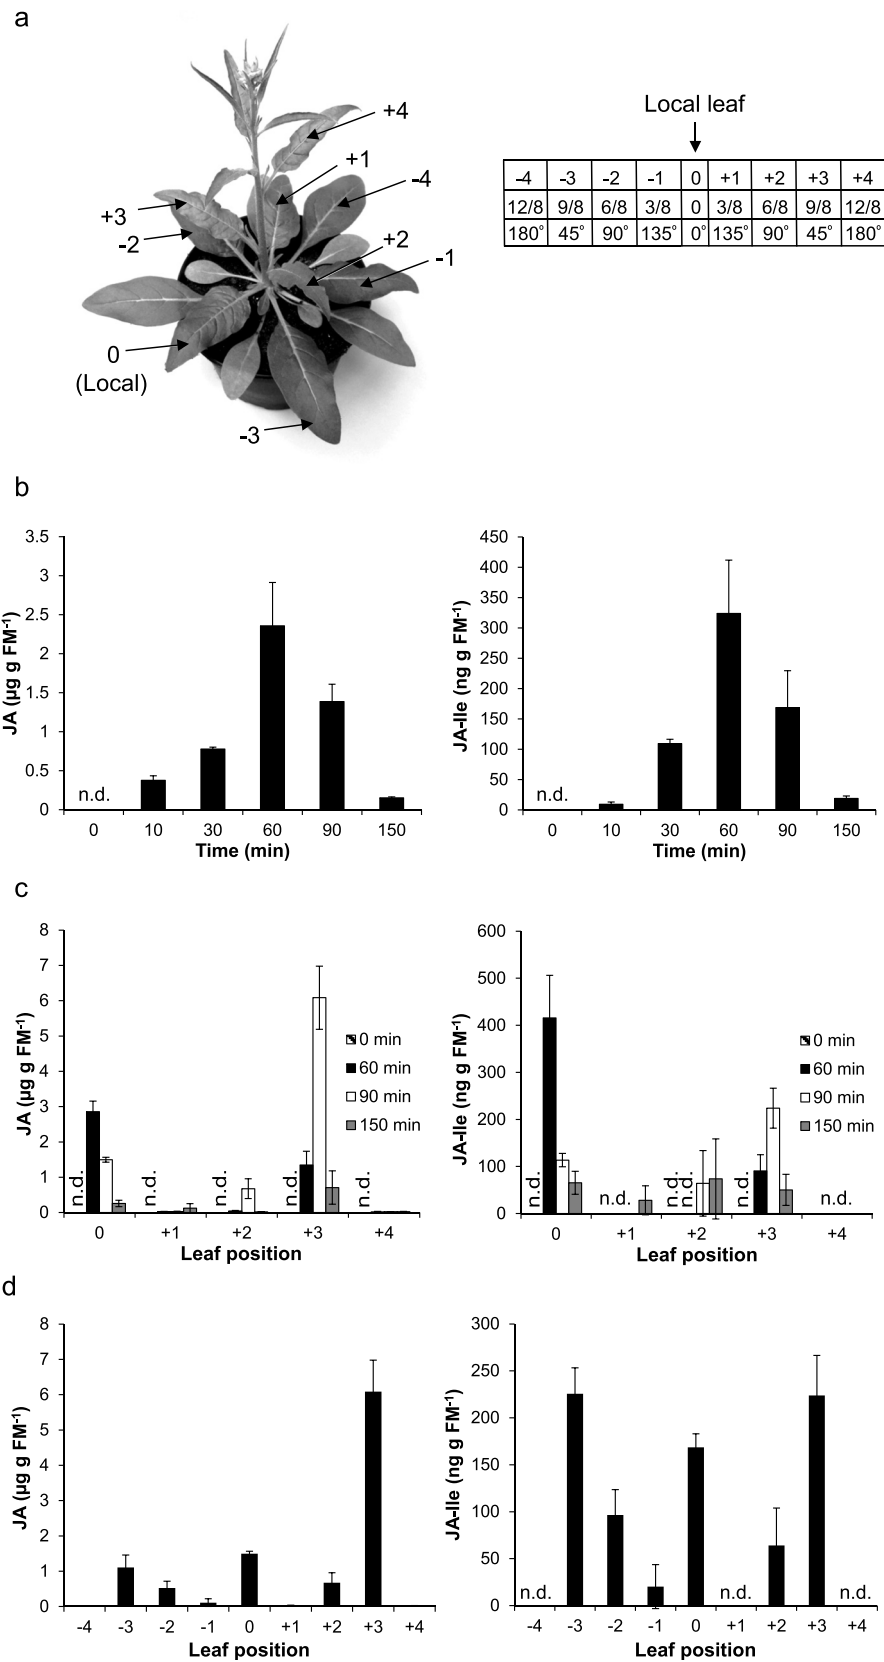 a
+4
+1
-4
+3
-2
+2
-1
0
(Local)
-3
Local leaf
-4 -3 -2 -1 0 +1 +2 +3 +4
12/8 9/8 6/8 3/8 0 3/8 6/8 9/8 12/8
180° 45° 90° 135° 0° 135° 90° 45° 180°
b
JA (µg g FM⁻¹)
3.5
3
2.5
2
1.5
1
0.5
0
n.d.
0 10 30 60 90 150
Time (min)
JA-Ile (ng g FM⁻¹)
450
400
350
300
250
200
150
100
50
0
n.d.
0 10 30 60 90 150
Time (min)
c
JA (µg g FM⁻¹)
8
7
6
5
4
3
2
1
0
n.d. n.d. n.d. n.d. n.d.
0 min
60 min
90 min
150 min
0 +1 +2 +3 +4
Leaf position
JA-Ile (ng g FM⁻¹)
600
500
400
300
200
100
0
n.d. n.d. n.d. n.d. n.d. n.d.
0 min
60 min
90 min
150 min
0 +1 +2 +3 +4
Leaf position
d
JA (µg g FM⁻¹)
8
7
6
5
4
3
2
1
0
-4 -3 -2 -1 0 +1 +2 +3 +4
Leaf position
JA-Ile (ng g FM⁻¹)
300
250
200
150
100
50
0
n.d. n.d. n.d.
-4 -3 -2 -1 0 +1 +2 +3 +4
Leaf position